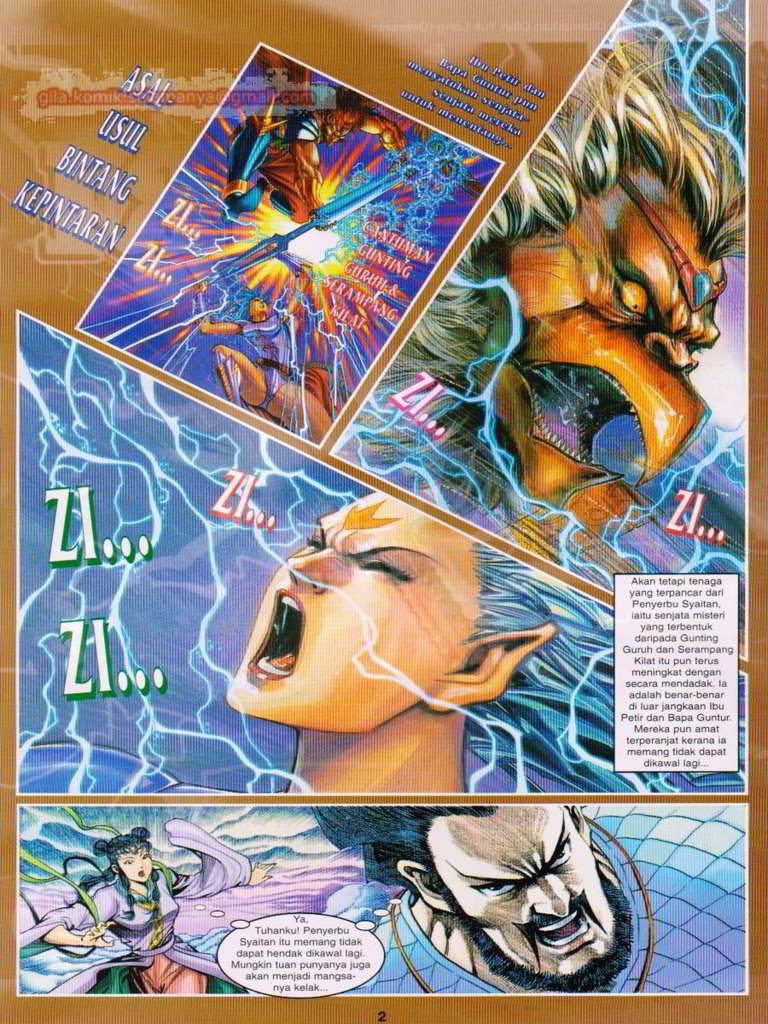 ASAL
USUL
BINTANG
KEPINTARAN
gila.komik
@gmail.com
Ibu Petir dan
Bapa Guntur pun
menyatukan senjata-
senjata mereka
untuk menentang...
ZI...
ZI...
CANTUMAN
GUNTING
GURUH &
SERAMPANG
KILAT
ZI...
ZI...
ZI...
ZI...
ZI...
Akan tetapi tenaga
yang terpancar dari
Penyerbu Syaitan,
iaitu senjata misteri
yang terbentuk
daripada Gunting
Guruh dan Serampang
Kilat itu pun terus
meningkat dengan
secara mendadak. Ia
adalah benar-benar
di luar jangkaan Ibu
Petir dan Bapa Guntur.
Mereka pun amat
terperanjat kerana ia
memang tidak dapat
dikawal lagi...
Ya,
Tuhanku! Penyerbu
Syaitan itu memang tidak
dapat hendak dikawal lagi.
Mungkin tuan punyanya juga
akan menjadi mangsa-
nya kelak...
2